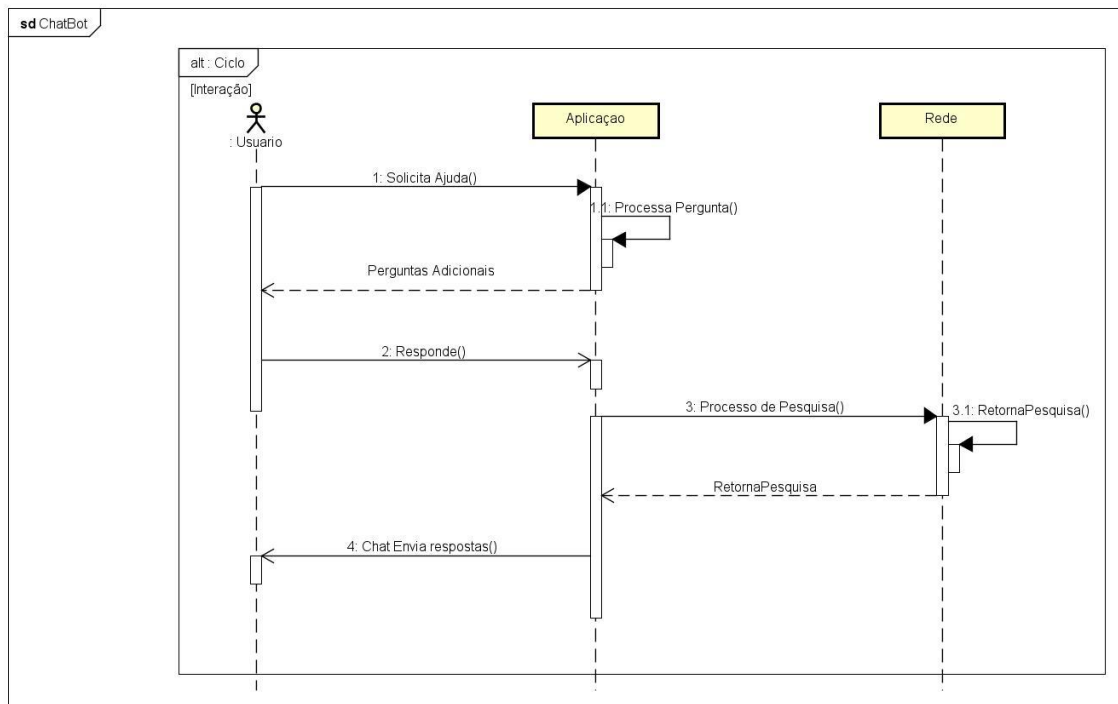 sd ChatBot
alt : Ciclo
[Interação]
: Usuario
Aplicaçao
Rede
1: Solicita Ajuda()
1.1: Processa Pergunta()
Perguntas Adicionais
2: Responde()
3: Processo de Pesquisa()
3.1: RetornaPesquisa()
RetornaPesquisa
4: Chat Envia respostas()